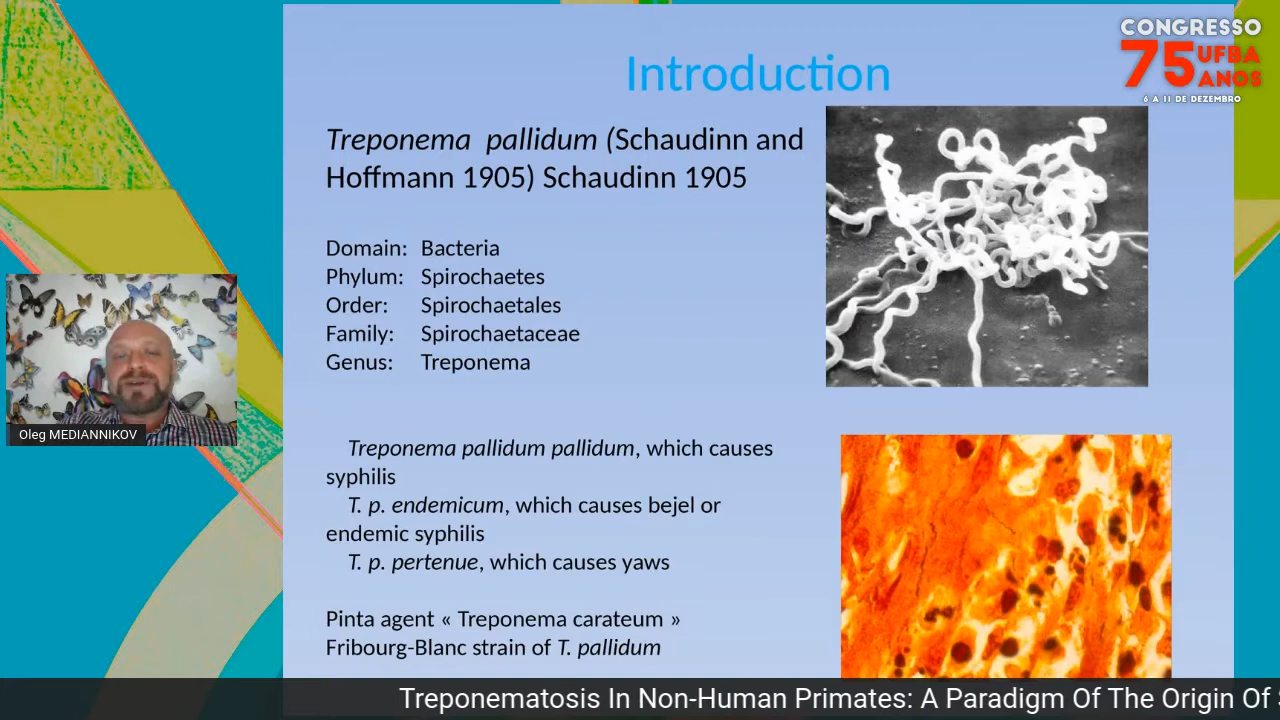 CONGRESSO
75 UFBA
ANOS
6 A 11 DE DEZEMBRO
Introduction
Treponema pallidum (Schaudinn and
Hoffmann 1905) Schaudinn 1905
Domain: Bacteria
Phylum: Spirochaetes
Order: Spirochaetales
Family: Spirochaetaceae
Genus: Treponema
Treponema pallidum pallidum, which causes
syphilis
T. p. endemicum, which causes bejel or
endemic syphilis
T. p. pertenue, which causes yaws
Pinta agent « Treponema carateum »
Fribourg-Blanc strain of T. pallidum
Oleg MEDIANNIKOV
Treponematosis In Non-Human Primates: A Paradigm Of The Origin Of